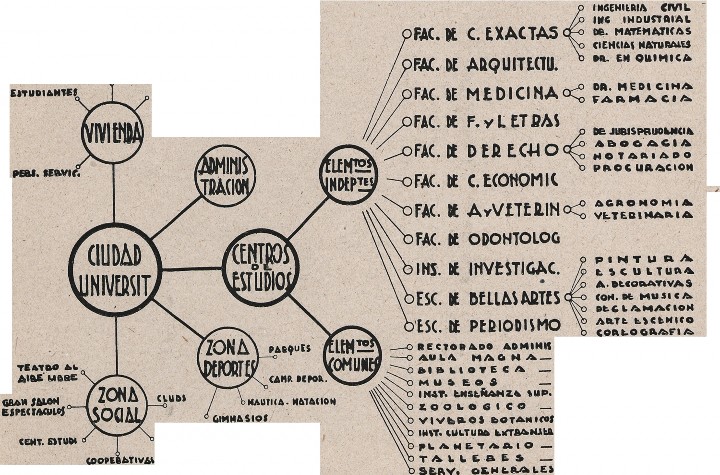 ESTUDIANTES
VIVIENDA
PERS. SERVIC.
ADMINIS
TRACION
CIUDAD
UNIVERSIT
CENTROS
DE
ESTUDIOS
ELEMTOS
INDEPTES
ZONA
DEPORTES
PARQUES
CAMP. DEPOR.
NAUTICA. NATACION
GIMNASIOS
ELEMTOS
COMUNES
TEATRO AL
AIRE LIBRE
GRAN SALON
ESPECTACULOS
ZONA
SOCIAL
CLUBS
CENT. ESTUDI
COOPERATIVAS
FAC. DE C. EXACTAS
INGENIERIA CIVIL
ING INDUSTRIAL
DR. MATEMATICAS
CIENCIAS NATURALES
DR. EN QUIMICA
FAC. DE ARQUITECTU.
FAC. DE MEDICINA
DR. MEDICINA
FARMACIA
FAC. DE F. Y LETRAS
FAC. DE DERECHO
DE JURISPRUDENCIA
ABOGACIA
NOTARIADO
PROCURACION
FAC. DE C. ECONOMIC
FAC. DE A Y VETERIN
AGRONOMIA
VETERINARIA
FAC. DE ODONTOLOG
INS. DE INVESTIGAC.
ESC. DE BELLAS ARTES
PINTURA
ESCULTURA
A. DECORATIVAS
CON. DE MUSICA
DECLAMACION
ARTE ESCENICO
COREOGRAFIA
ESC. DE PERIODISMO
RECTORADO ADMINIS
AULA MAGNA
BIBLIOTECA
MUSEOS
INST. ENSEÑANZA SUP.
ZOOLOGICO
VIVEROS BOTANICOS
INST. CULTURA EXTRANJER
PLANETARIO
TALLERES
SERV. GENERALES